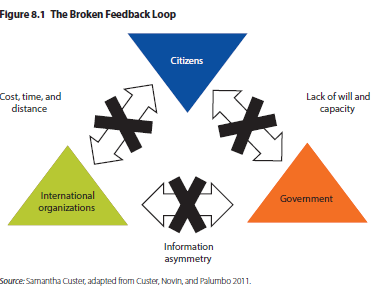 Figure 8.1 The Broken Feedback Loop
Citizens
Cost, time, and
distance
Lack of will and
capacity
International
organizations
Government
Information
asymmetry
Source: Samantha Custer, adapted from Custer, Novin, and Palumbo 2011.